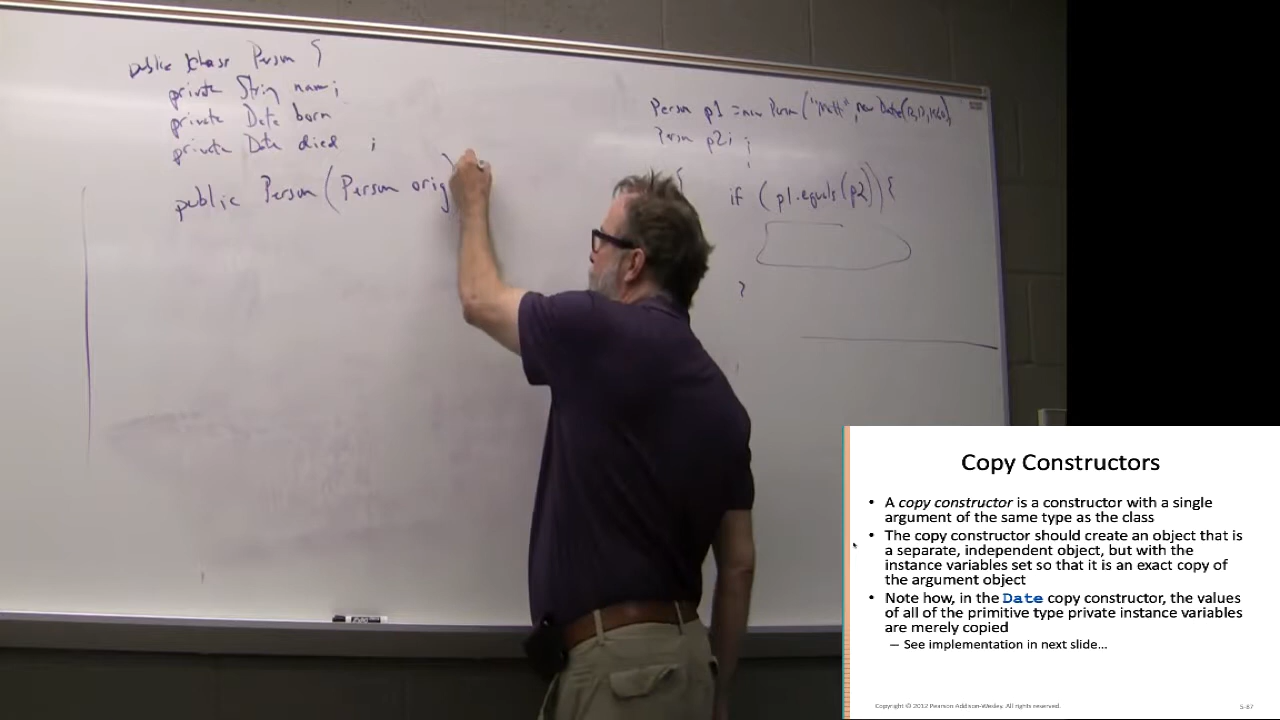 public class Person {
private String name;
private Date born
private Date died ;
public Person (Person orig)
Person p1 = new Person ("Matt", new Date(
Person p2;
;
{
if (p1.equals(p2)) {
}
Copy Constructors
• A copy constructor is a constructor with a single
argument of the same type as the class
• The copy constructor should create an object that is
a separate, independent object, but with the
instance variables set so that it is an exact copy of
the argument object
• Note how, in the Date copy constructor, the values
of all of the primitive type private instance variables
are merely copied
– See implementation in next slide...
Copyright © 2012 Pearson Addison-Wesley. All rights reserved.
5-67